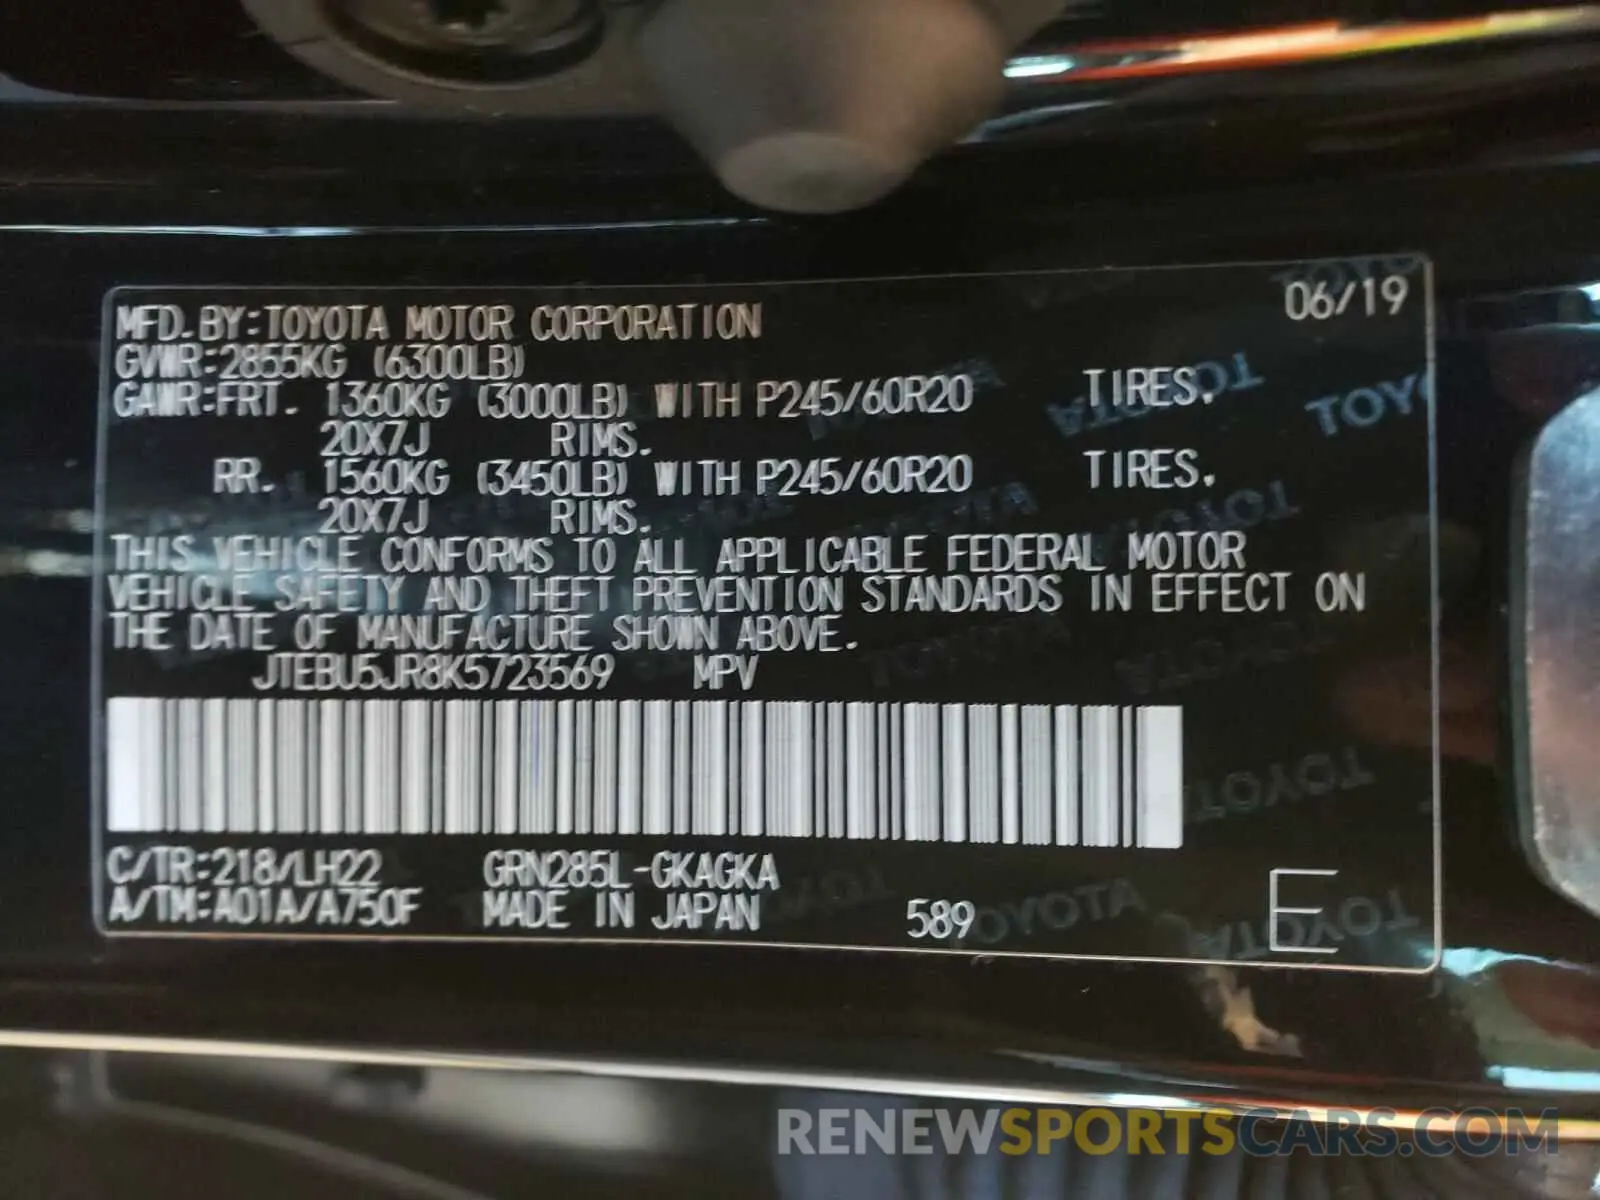 06/19
MFD.BY:TOYOTA MOTOR CORPORATION
GVWR:2855KG (6300LB)
GAWR:FRT. 1360KG (3000LB) WITH P245/60R20 TIRES.
20X7J RIMS.
RR. 1560KG (3450LB) WITH P245/60R20 TIRES.
20X7J RIMS.
THIS VEHICLE CONFORMS TO ALL APPLICABLE FEDERAL MOTOR
VEHICLE SAFETY AND THEFT PREVENTION STANDARDS IN EFFECT ON
THE DATE OF MANUFACTURE SHOWN ABOVE.
JTEBU5JR8K5723569 MPV
C/TR:218/LH22 GRN285L-GKAGKA
A/TM:A01A/A750F MADE IN JAPAN 589 E
RENEWSPORTSCARS.COM